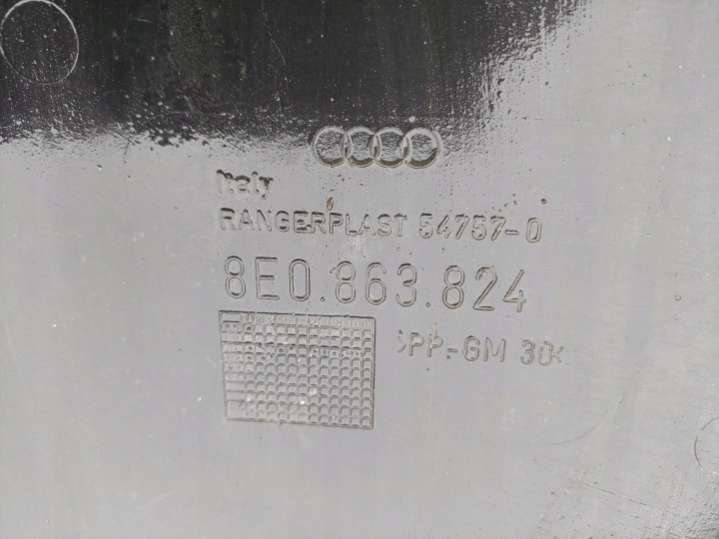 Italy
RANGERPLAST 54757-0
8E0.863.824
>PP-GM 30<